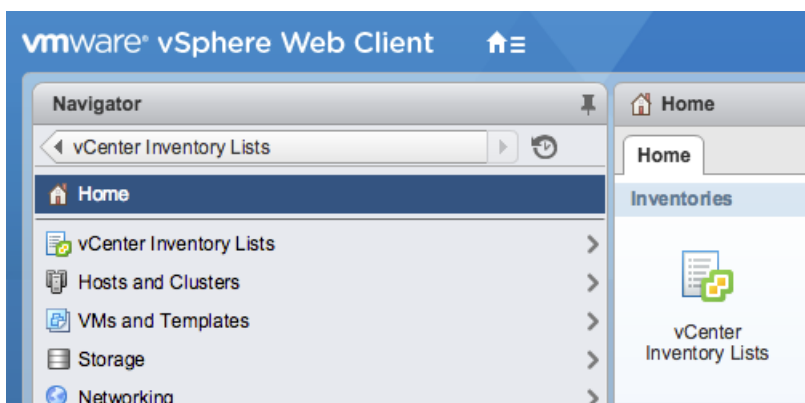 vmware® vSphere Web Client
Navigator
vCenter Inventory Lists
Home
vCenter Inventory Lists
Hosts and Clusters
VMs and Templates
Storage
Networking
Home
Home
Inventories
vCenter
Inventory Lists